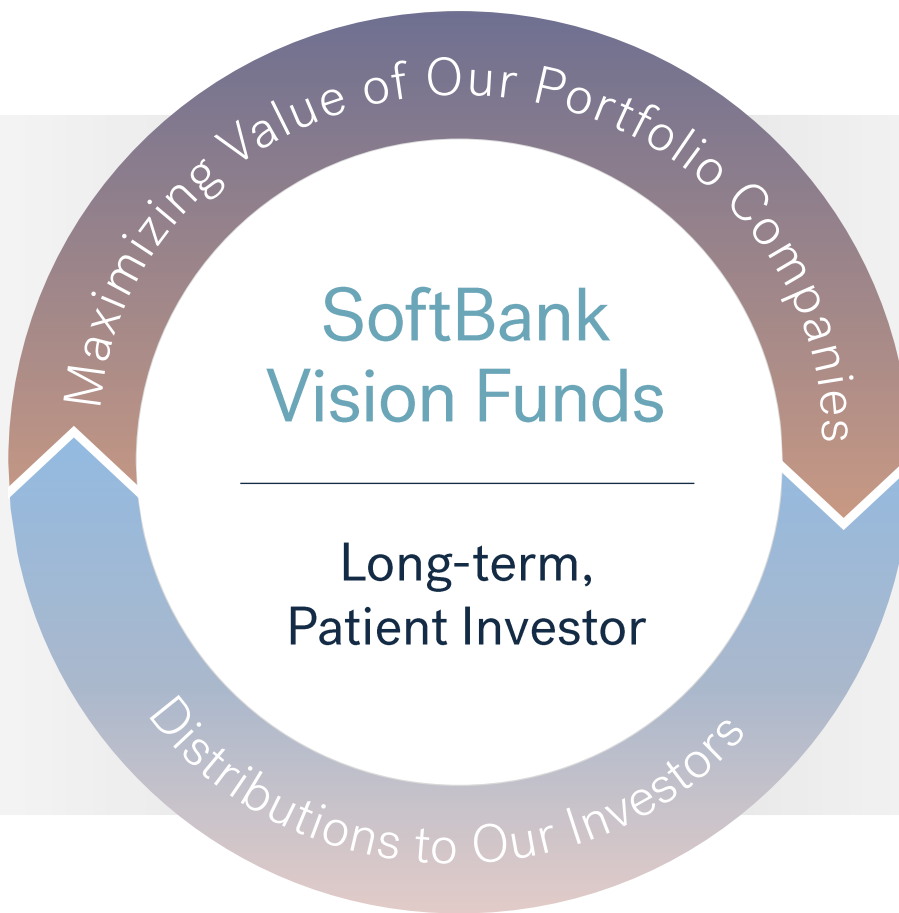 Maximizing Value of Our Portfolio Companies
SoftBank
Vision Funds
Long-term,
Patient Investor
Distributions to Our Investors